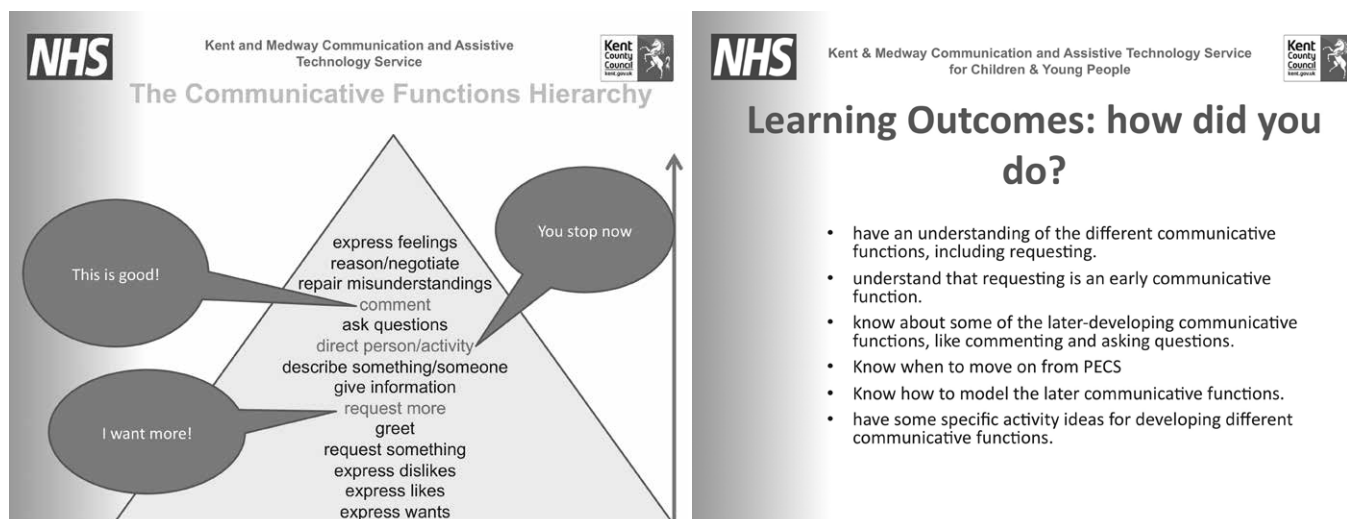 NHS
Kent and Medway Communication and Assistive
Technology Service
Kent
County
Council
kent.gov.uk
The Communicative Functions Hierarchy
This is good!
You stop now
I want more!
express feelings
reason/negotiate
repair misunderstandings
comment
ask questions
direct person/activity
describe something/someone
give information
request more
greet
request something
express dislikes
express likes
express wants
NHS
Kent & Medway Communication and Assistive Technology Service
for Children & Young People
Kent
County
Council
kent.gov.uk
Learning Outcomes: how did you
do?
• have an understanding of the different communicative
functions, including requesting.
• understand that requesting is an early communicative
function.
• know about some of the later-developing communicative
functions, like commenting and asking questions.
• Know when to move on from PECS
• Know how to model the later communicative functions.
• have some specific activity ideas for developing different
communicative functions.